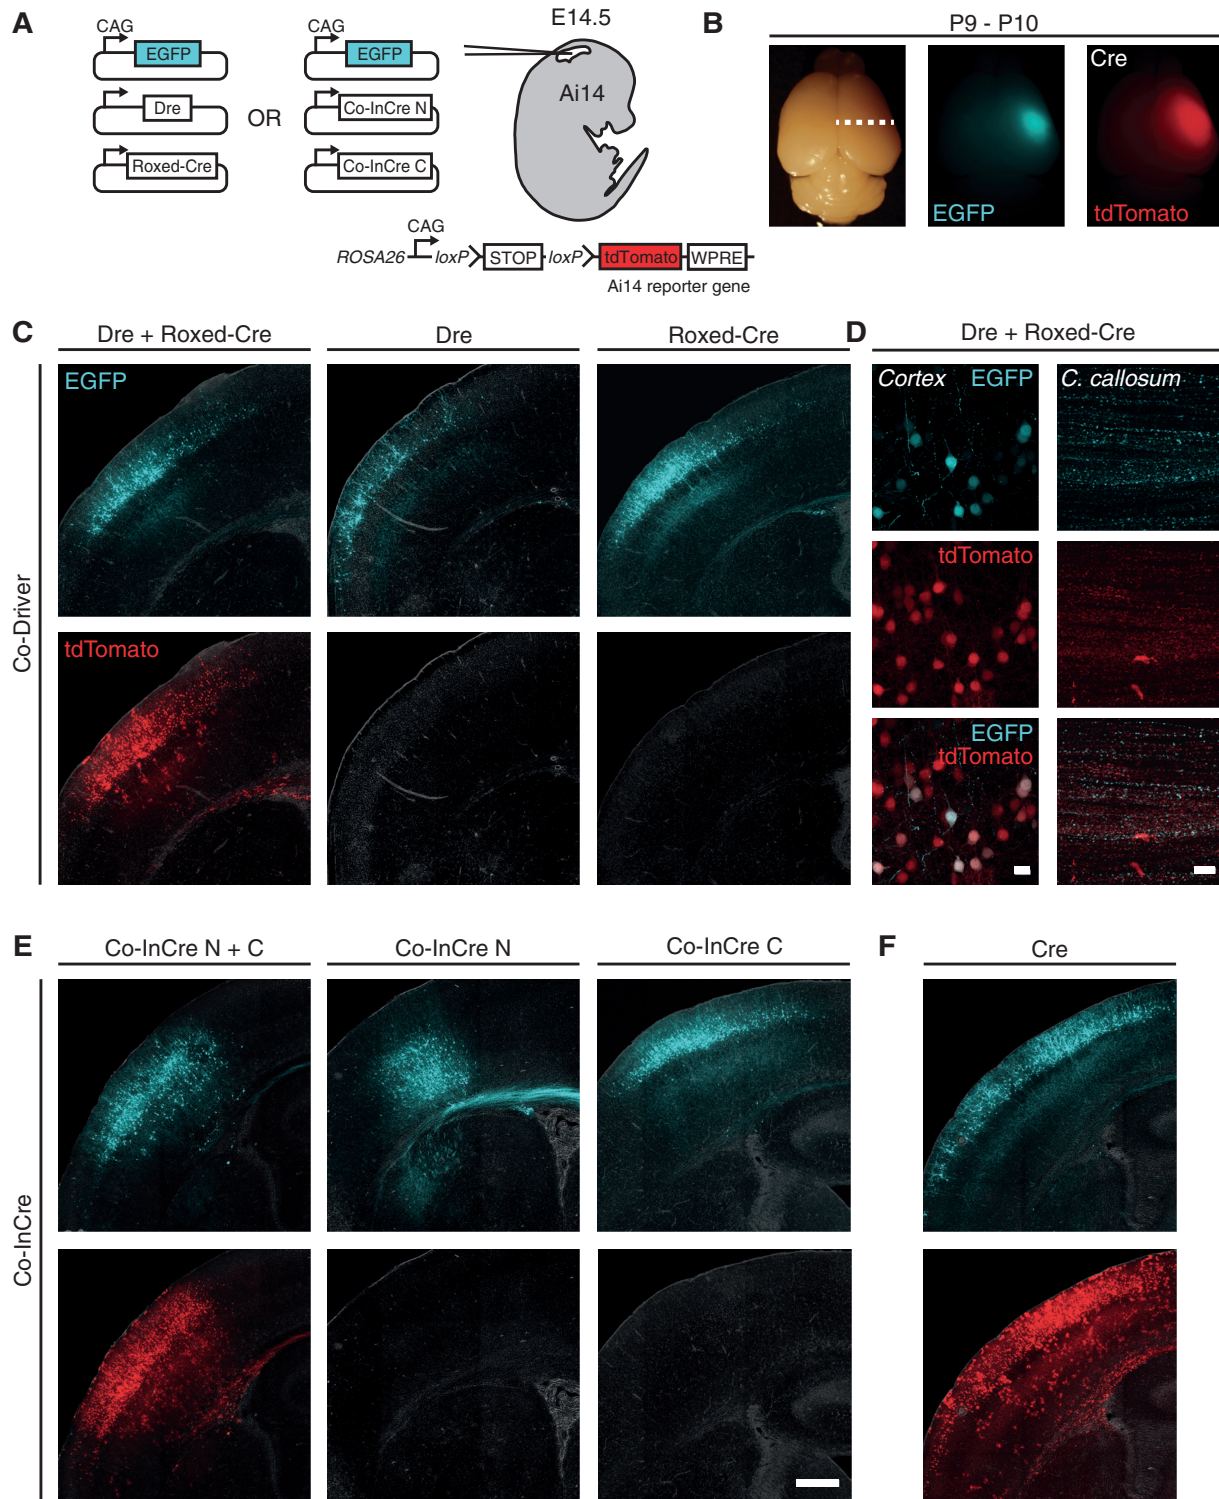 A
CAG
EGFP
Dre
Roxed-Cre
OR
CAG
EGFP
Co-InCre N
Co-InCre C
E14.5
Ai14
CAG
ROSA26 loxP STOP loxP tdTomato WPRE
Ai14 reporter gene
B
P9 - P10
EGFP
Cre
tdTomato
C
Dre + Roxed-Cre
Dre
Roxed-Cre
Co-Driver
EGFP
tdTomato
D
Dre + Roxed-Cre
Cortex EGFP
C. callosum
tdTomato
EGFP
tdTomato
E
Co-InCre N + C
Co-InCre N
Co-InCre C
Co-InCre
F
Cre